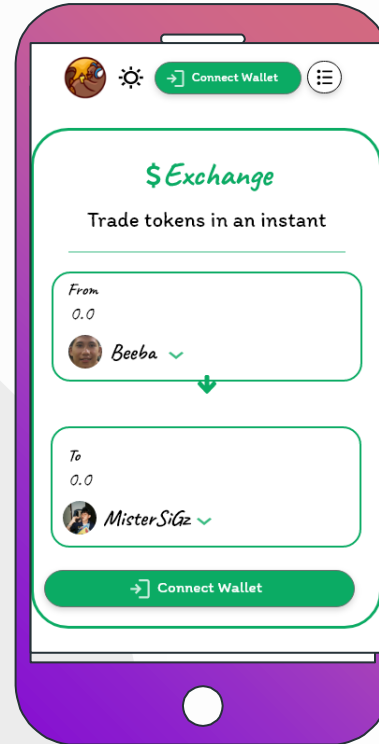 Connect Wallet
$Exchange
Trade tokens in an instant
From
0.0
Beeba
To
0.0
MisterSiGz
Connect Wallet